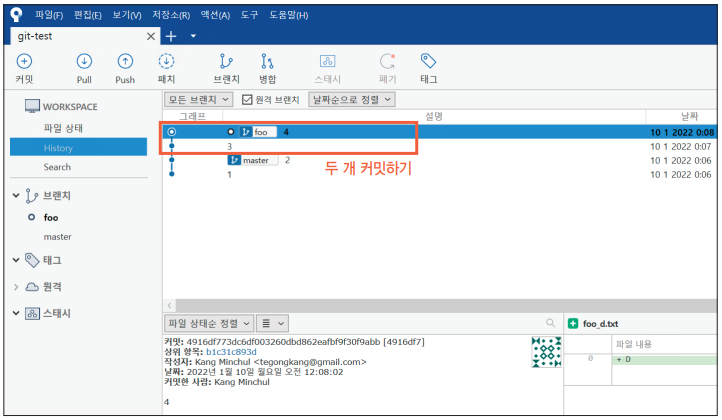 파일(F) 편집(E) 보기(V) 저장소(R) 액션(A) 도구 도움말(H)
git-test
커밋 Pull Push 패치 브랜치 병합 스태시 폐기 태그
모든 브랜치 원격 브랜치 날짜순으로 정렬
그래프 설명 날짜
foo 4 10 1 2022 0:08
3 10 1 2022 0:07
master 2 10 1 2022 0:06
1 10 1 2022 0:06
두 개 커밋하기
WORKSPACE
파일 상태
History
Search
브랜치
foo
master
태그
원격
스태시
파일 상태순 정렬
커밋: 4916df773dc6df003260dbd862eafbf9f30f9abb [4916df7]
상위 항목: b1c31c893d
작성자: Kang Minchul <tegongkang@gmail.com>
날짜: 2022년 1월 10일 월요일 오전 12:08:02
커밋한 사람: Kang Minchul
4
foo_d.txt
파일 내용
0 + D